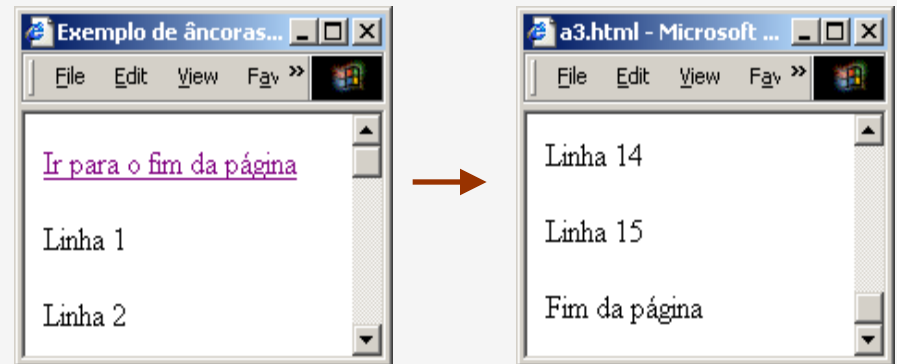 Exemplo de âncoras...
File Edit View Fav »
Ir para o fim da página
Linha 1
Linha 2
a3.html - Microsoft ...
File Edit View Fav »
Linha 14
Linha 15
Fim da página